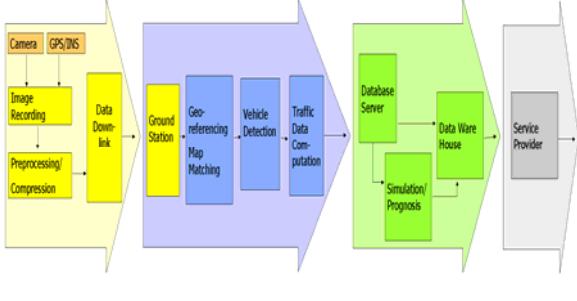 Camera
GPS/INS
Image
Recording
Preprocessing/
Compression
Data
Down-
link
Ground
Station
Geo-
referencing
Map
Matching
Vehicle
Detection
Traffic
Data
Com-
putation
Database
Server
Simulation/
Prognosis
Data Ware
House
Service
Provider